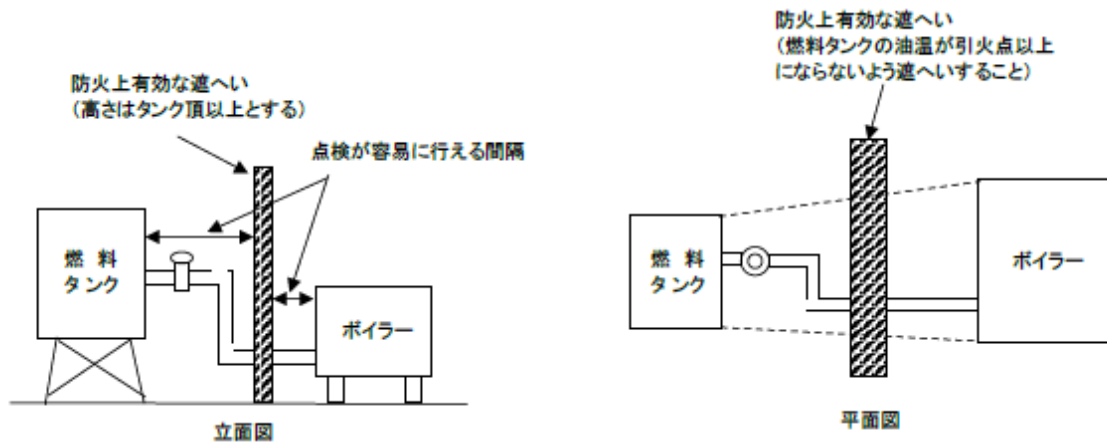 防火上有効な遮へい
(高さはタンク頂以上とする)
点検が容易に行える間隔
燃 料
タンク
ボイラー
立面図
防火上有効な遮へい
(燃料タンクの油温が引火点以上
にならないよう遮へいすること)
燃 料
タンク
ボイラー
平面図